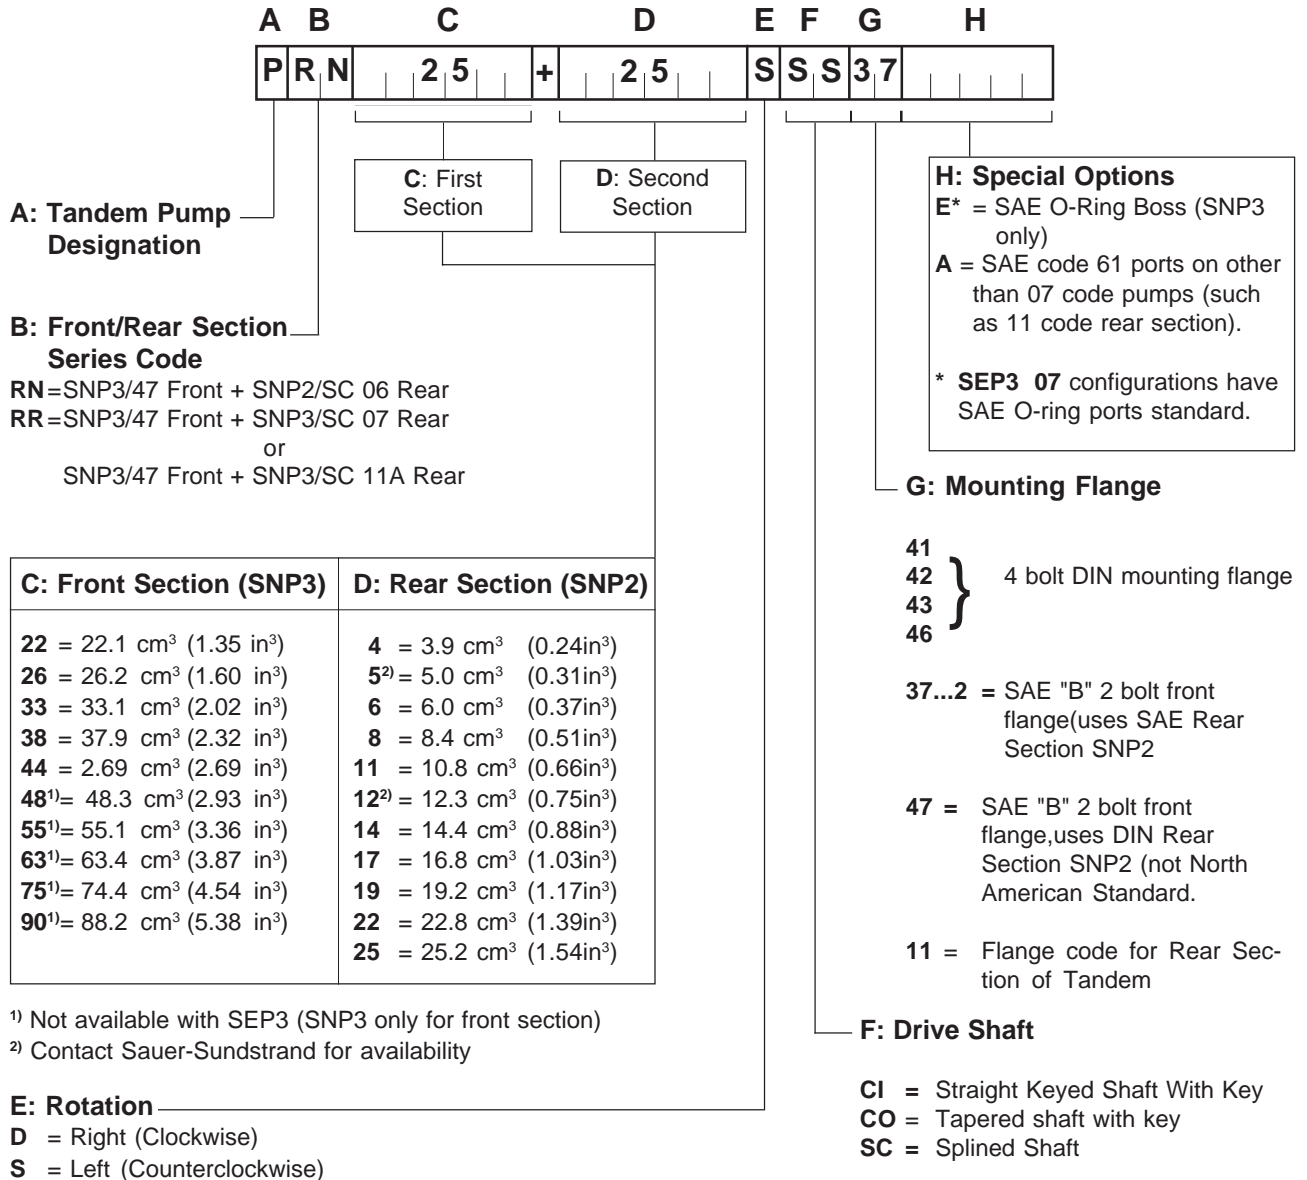 A B C D E F G H
P R N 2 5 + 2 5 S S S 3 7
C: First
Section
D: Second
Section
A: Tandem Pump
Designation
B: Front/Rear Section
Series Code
RN=SNP3/47 Front + SNP2/SC 06 Rear
RR=SNP3/47 Front + SNP3/SC 07 Rear
or
SNP3/47 Front + SNP3/SC 11A Rear
H: Special Options
E* = SAE O-Ring Boss (SNP3
only)
A = SAE code 61 ports on other
than 07 code pumps (such
as 11 code rear section).
* SEP3 07 configurations have
SAE O-ring ports standard.
G: Mounting Flange
41
42
43
46
} 4 bolt DIN mounting flange
37...2 = SAE "B" 2 bolt front
flange(uses SAE Rear
Section SNP2
47 = SAE "B" 2 bolt front
flange,uses DIN Rear
Section SNP2 (not North
American Standard.
11 = Flange code for Rear Sec-
tion of Tandem
C: Front Section (SNP3)
22 = 22.1 cm³ (1.35 in³)
26 = 26.2 cm³ (1.60 in³)
33 = 33.1 cm³ (2.02 in³)
38 = 37.9 cm³ (2.32 in³)
44 = 2.69 cm³ (2.69 in³)
48¹⁾= 48.3 cm³ (2.93 in³)
55¹⁾= 55.1 cm³ (3.36 in³)
63¹⁾= 63.4 cm³ (3.87 in³)
75¹⁾= 74.4 cm³ (4.54 in³)
90¹⁾= 88.2 cm³ (5.38 in³)
D: Rear Section (SNP2)
4 = 3.9 cm³ (0.24in³)
5²⁾= 5.0 cm³ (0.31in³)
6 = 6.0 cm³ (0.37in³)
8 = 8.4 cm³ (0.51in³)
11 = 10.8 cm³ (0.66in³)
12²⁾ = 12.3 cm³ (0.75in³)
14 = 14.4 cm³ (0.88in³)
17 = 16.8 cm³ (1.03in³)
19 = 19.2 cm³ (1.17in³)
22 = 22.8 cm³ (1.39in³)
25 = 25.2 cm³ (1.54in³)
¹⁾ Not available with SEP3 (SNP3 only for front section)
²⁾ Contact Sauer-Sundstrand for availability
E: Rotation
D = Right (Clockwise)
S = Left (Counterclockwise)
F: Drive Shaft
CI = Straight Keyed Shaft With Key
CO = Tapered shaft with key
SC = Splined Shaft